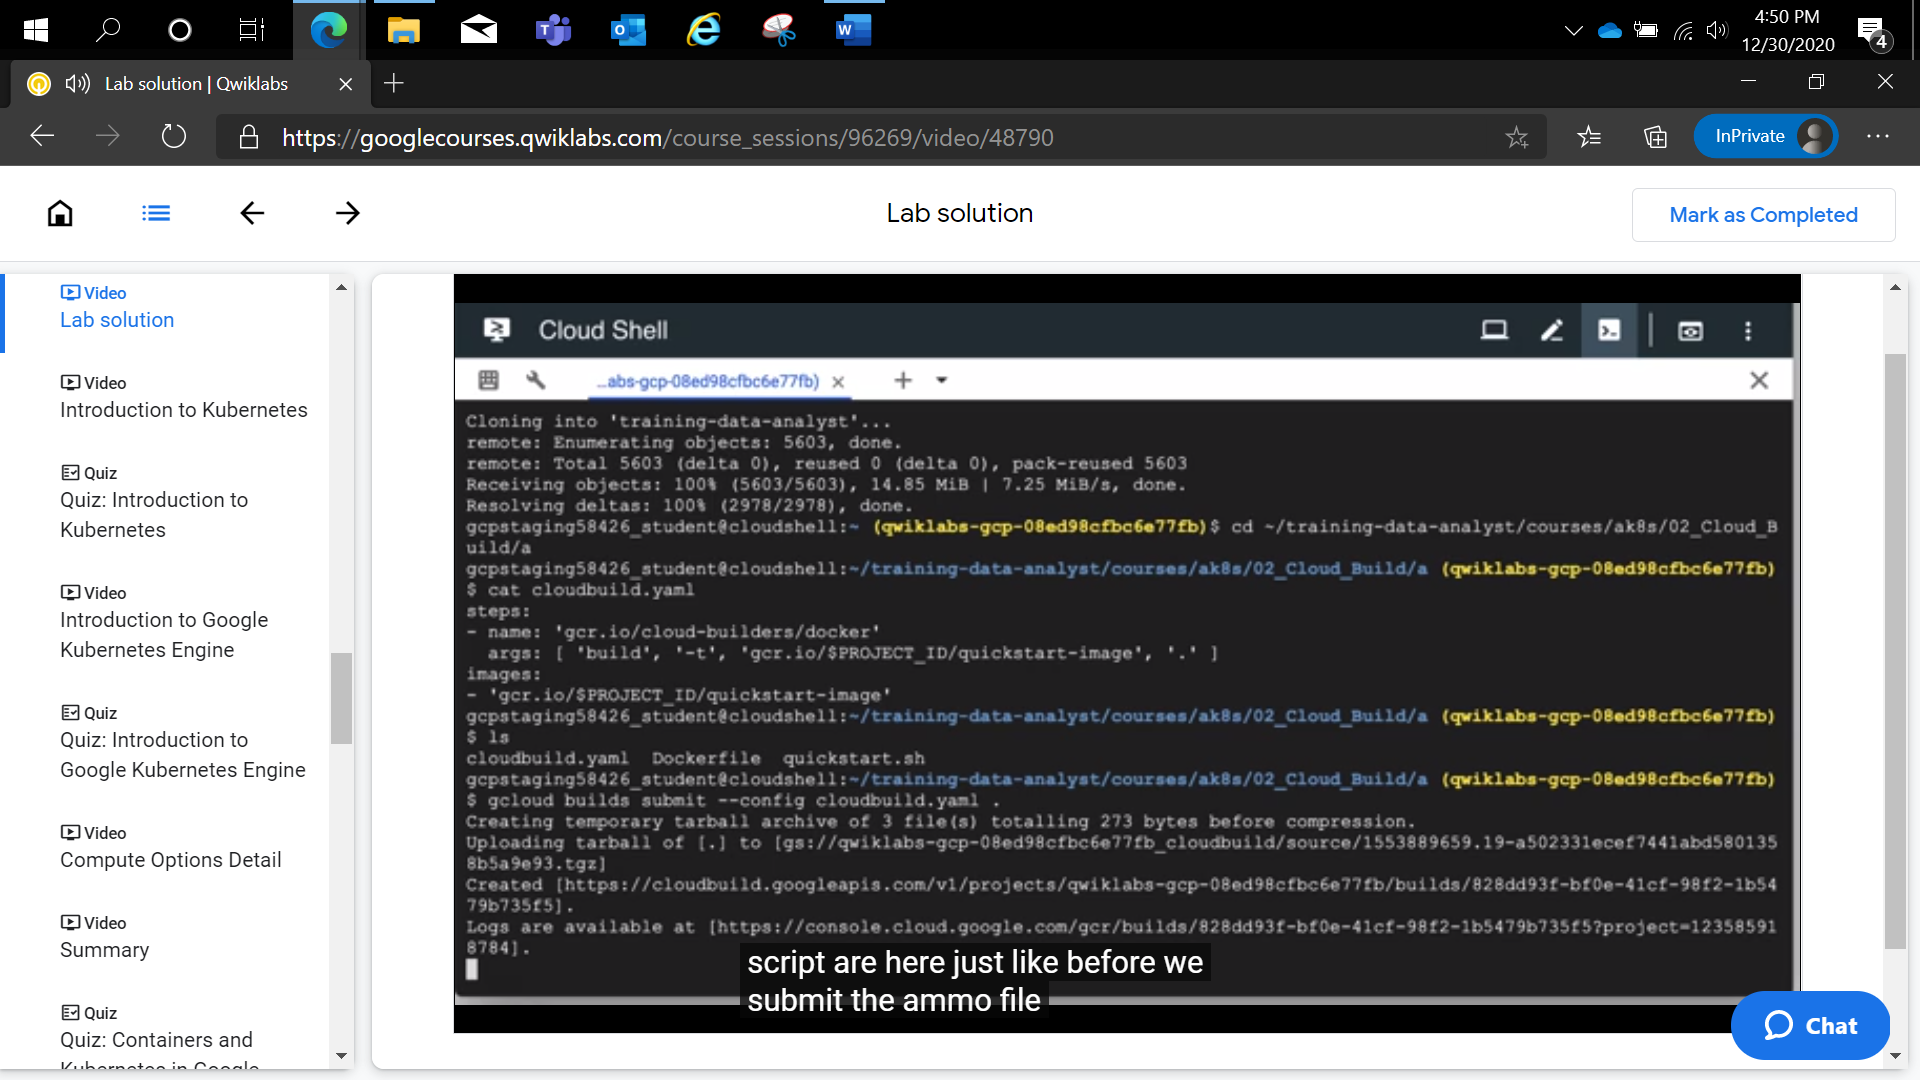 4:50 PM
12/30/2020
4
Lab solution | Qwiklabs
https://googlecourses.qwiklabs.com/course_sessions/96269/video/48790
InPrivate
Lab solution
Mark as Completed
Video
Lab solution
Video
Introduction to Kubernetes
Quiz
Quiz: Introduction to
Kubernetes
Video
Introduction to Google
Kubernetes Engine
Quiz
Quiz: Introduction to
Google Kubernetes Engine
Video
Compute Options Detail
Video
Summary
Quiz
Quiz: Containers and
Kubernetes in Google
Cloud Shell
...abs-gcp-08ed98cfbc6e77fb)
Cloning into 'training-data-analyst'...
remote: Enumerating objects: 5603, done.
remote: Total 5603 (delta 0), reused 0 (delta 0), pack-reused 5603
Receiving objects: 100% (5603/5603), 14.85 MiB | 7.25 MiB/s, done.
Resolving deltas: 100% (2978/2978), done.
gcpstaging58426_student@cloudshell:~ (qwiklabs-gcp-08ed98cfbc6e77fb)$ cd ~/training-data-analyst/courses/ak8s/02_Cloud_B
uild/a
gcpstaging58426_student@cloudshell:~/training-data-analyst/courses/ak8s/02_Cloud_Build/a (qwiklabs-gcp-08ed98cfbc6e77fb)
$ cat cloudbuild.yaml
steps:
- name: 'gcr.io/cloud-builders/docker'
  args: [ 'build', '-t', 'gcr.io/$PROJECT_ID/quickstart-image', '.' ]
images:
- 'gcr.io/$PROJECT_ID/quickstart-image'
gcpstaging58426_student@cloudshell:~/training-data-analyst/courses/ak8s/02_Cloud_Build/a (qwiklabs-gcp-08ed98cfbc6e77fb)
$ ls
cloudbuild.yaml  Dockerfile  quickstart.sh
gcpstaging58426_student@cloudshell:~/training-data-analyst/courses/ak8s/02_Cloud_Build/a (qwiklabs-gcp-08ed98cfbc6e77fb)
$ gcloud builds submit --config cloudbuild.yaml .
Creating temporary tarball archive of 3 file(s) totalling 273 bytes before compression.
Uploading tarball of [.] to [gs://qwiklabs-gcp-08ed98cfbc6e77fb_cloudbuild/source/1553889659.19-a502331ecef7441abd580135
8b5a9e93.tgz]
Created [https://cloudbuild.googleapis.com/v1/projects/qwiklabs-gcp-08ed98cfbc6e77fb/builds/828dd93f-bf0e-41cf-98f2-1b54
79b735f5].
Logs are available at [https://console.cloud.google.com/gcr/builds/828dd93f-bf0e-41cf-98f2-1b5479b735f5?project=12358591
8784].
script are here just like before we
submit the ammo file
Chat